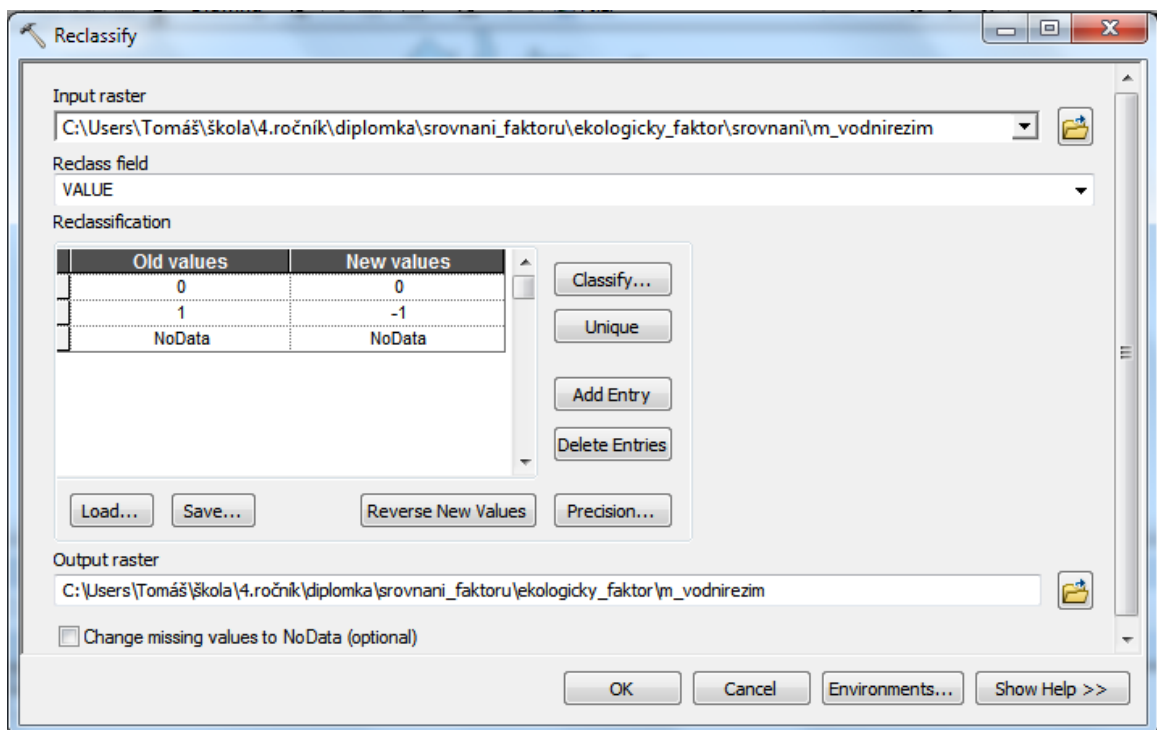 Reclassify
Input raster
C:\Users\Tomáš\škola\4.ročník\diplomka\srovnani_faktoru\ekologicky_faktor\srovnani\m_vodnirezim
Reclass field
VALUE
Reclassification
Old values New values
0 0
1 -1
NoData NoData
Classify...
Unique
Add Entry
Delete Entries
Load... Save... Reverse New Values Precision...
Output raster
C:\Users\Tomáš\škola\4.ročník\diplomka\srovnani_faktoru\ekologicky_faktor\m_vodnirezim
Change missing values to NoData (optional)
OK Cancel Environments... Show Help >>